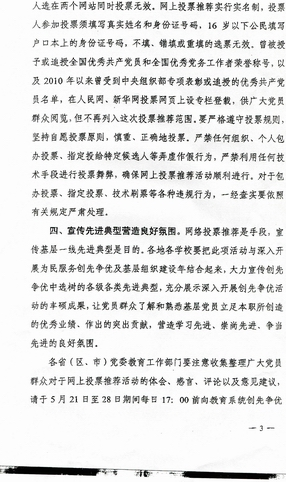 人选在两个网站同时投票无效。网上投票推荐实行实名制，投票
人参加投票须填写真实姓名和身份证号码，16 岁以下公民填写
户口本上的身份证号码，不填、错填或重填的选票无效。曾被授
予或追授全国优秀共产党员和全国优秀党务工作者荣誉称号，以
及 2010 年以来曾受到中央组织部专项表彰或追授的优秀共产党
员名单，在人民网、新华网投票网页上设专栏登载，供广大党员
群众阅览，但不再列入这次投票推荐范围。要严格遵守投票规则，
坚持自愿投票原则，慎重、正确地投票。严禁任何组织、个人包
办投票、指定投给特定候选人等弄虚作假行为，严禁利用任何技
术手段进行投票舞弊，确保网上投票推荐活动顺利进行。对于包
办投票、指定投票、技术刷票等各种违规行为，一经查实要依照
有关规定严肃处理。
四、宣传先进典型营造良好氛围。网络投票推荐是手段，宣
传基层一线先进典型是目的。各地各学校要把此项活动与深入开
展为民服务创先争优及基层组织建设年结合起来，大力宣传创先
争优中选树的各级各类先进典型，充分展示深入开展创先争优活
动的丰硕成果，让党员群众了解和熟悉基层党员立足本职所创造
的优秀业绩、作出的突出贡献，营造学习先进、崇尚先进、争当
先进的良好氛围。
各省（区、市）党委教育工作部门要注意收集整理广大党员
群众对于网上投票推荐活动的体会、感言、评论以及意见建议，
请于 5 月 21 日至 28 日期间每日 17：00 前向教育系统创先争优
— 3 —